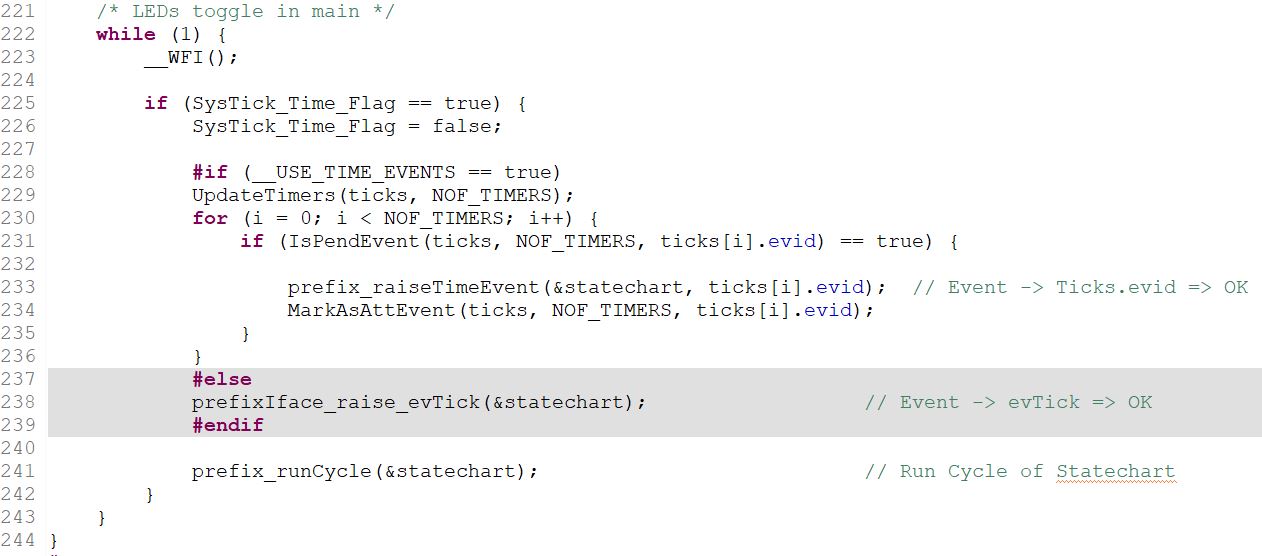 221     /* LEDs toggle in main */
222     while (1) {
223         __WFI();
224
225         if (SysTick_Time_Flag == true) {
226             SysTick_Time_Flag = false;
227
228             #if (__USE_TIME_EVENTS == true)
229             UpdateTimers(ticks, NOF_TIMERS);
230             for (i = 0; i < NOF_TIMERS; i++) {
231                 if (IsPendEvent(ticks, NOF_TIMERS, ticks[i].evid) == true) {
232
233                     prefix_raiseTimeEvent(&statechart, ticks[i].evid);  // Event -> Ticks.evid => OK
234                     MarkAsAttEvent(ticks, NOF_TIMERS, ticks[i].evid);
235                 }
236             }
237             #else
238             prefixIface_raise_evTick(&statechart);                  // Event -> evTick => OK
239             #endif
240
241             prefix_runCycle(&statechart);                           // Run Cycle of Statechart
242         }
243     }
244 }